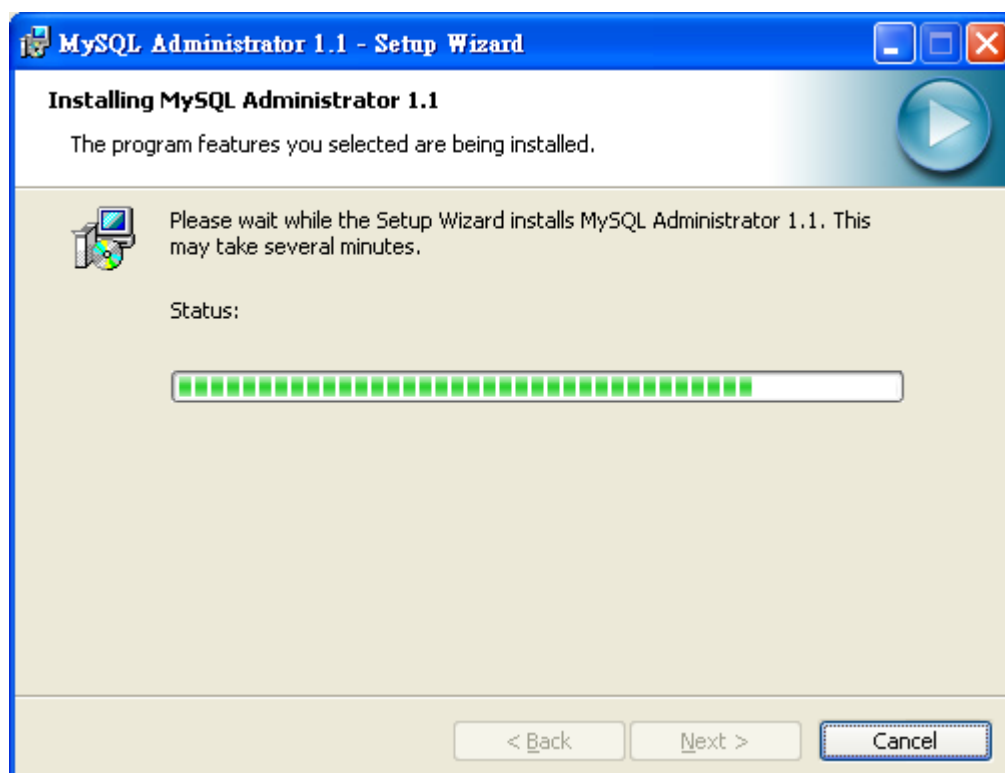 MySQL Administrator 1.1 - Setup Wizard
Installing MySQL Administrator 1.1
The program features you selected are being installed.
Please wait while the Setup Wizard installs MySQL Administrator 1.1. This
may take several minutes.
Status:
< Back Next > Cancel